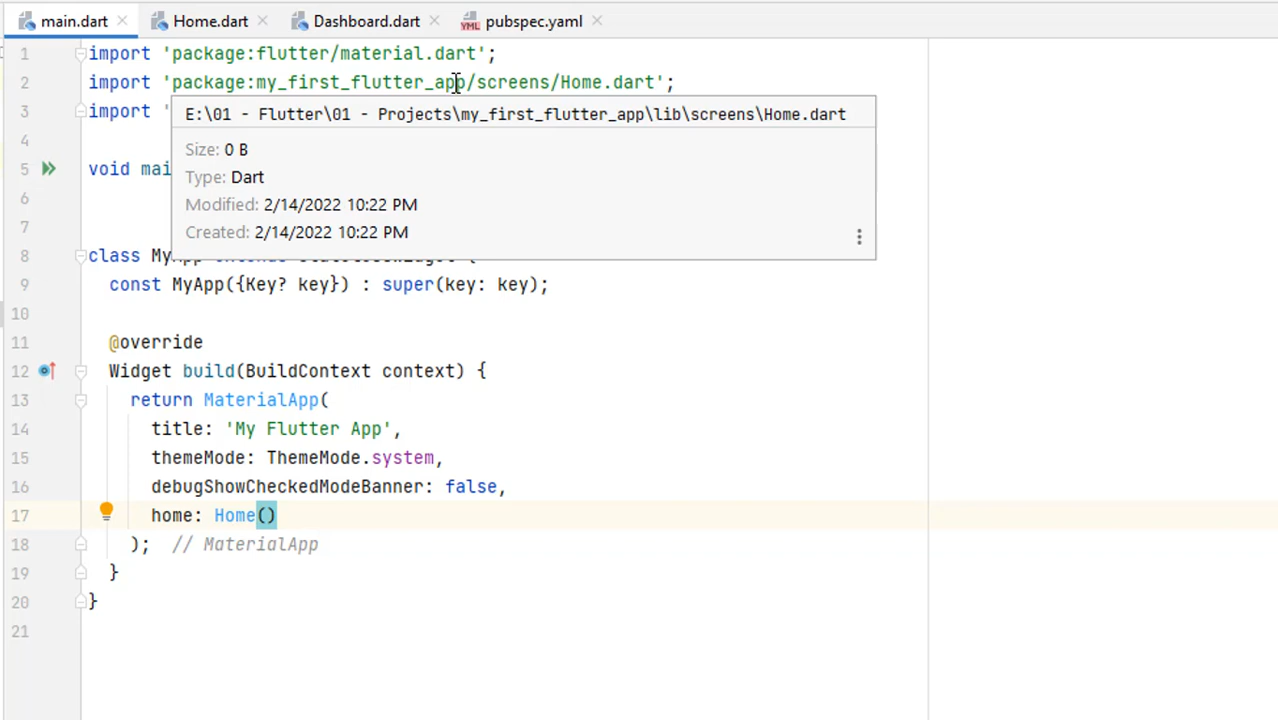 main.dart Home.dart Dashboard.dart YML pubspec.yaml
1 import 'package:flutter/material.dart';
2 import 'package:my_first_flutter_app/screens/Home.dart';
3 import '
E:\01 - Flutter\01 - Projects\my_first_flutter_app\lib\screens\Home.dart
4
Size: 0 B
5 void mai
Type: Dart
6
Modified: 2/14/2022 10:22 PM
7
Created: 2/14/2022 10:22 PM
8 class MyApp extends StatelessWidget {
9 const MyApp({Key? key}) : super(key: key);
10
11 @override
12 Widget build(BuildContext context) {
13 return MaterialApp(
14 title: 'My Flutter App',
15 themeMode: ThemeMode.system,
16 debugShowCheckedModeBanner: false,
17 home: Home()
18 ); // MaterialApp
19 }
20 }
21